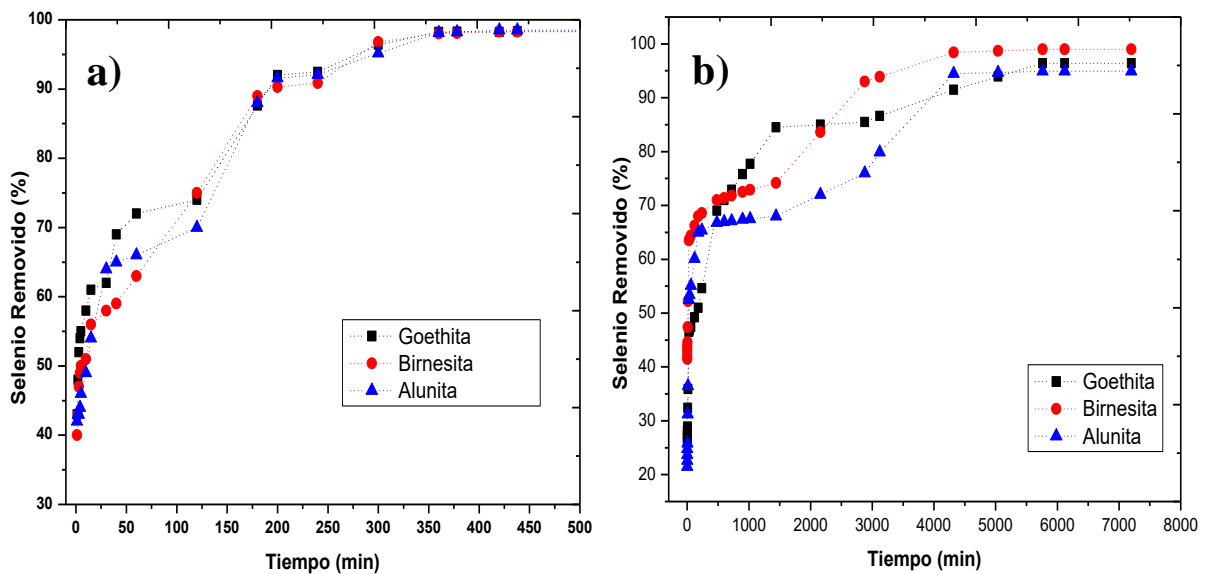 a)
Selenio Removido (%)
100
90
80
70
60
50
40
30
Goethita
Birnesita
Alunita
0 50 100 150 200 250 300 350 400 450 500
Tiempo (min)
b)
Selenio Removido (%)
100
90
80
70
60
50
40
30
20
Goethita
Birnesita
Alunita
0 1000 2000 3000 4000 5000 6000 7000 8000
Tiempo (min)